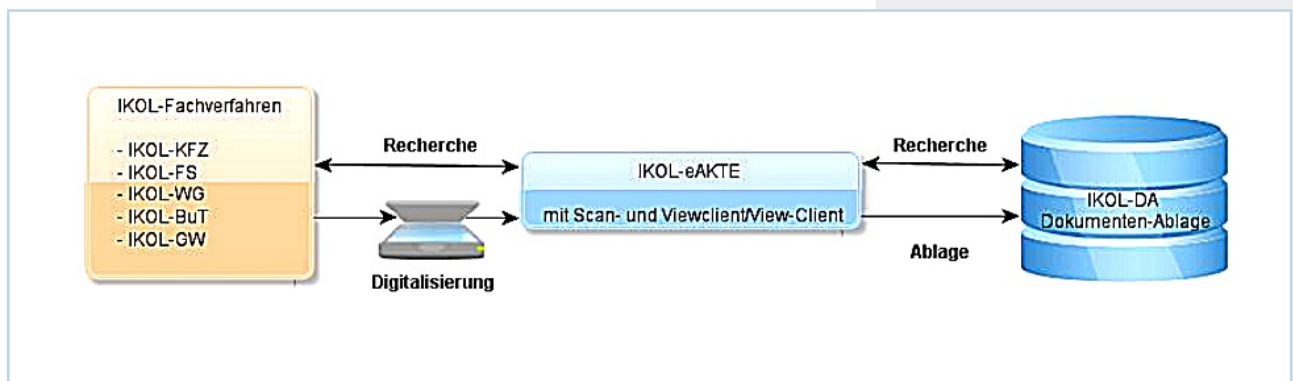 IKOL-Fachverfahren
- IKOL-KFZ
- IKOL-FS
- IKOL-WG
- IKOL-BuT
- IKOL-GW
Recherche
Digitalisierung
IKOL-eAKTE
mit Scan- und Viewclient/View-Client
Recherche
Ablage
IKOL-DA
Dokumenten-Ablage